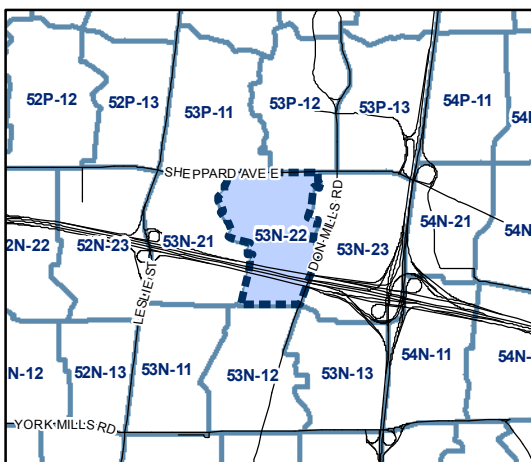 52P-12
52P-13
53P-11
53P-12
53P-13
54P-11
54P
SHEPPARD AVE E
2N-22
52N-23
53N-21
53N-22
53N-23
54N-21
54N
DON MILLS RD
LESLIE ST
N-12
52N-13
53N-11
53N-12
53N-13
54N-11
54N-
YORK MILLS RD